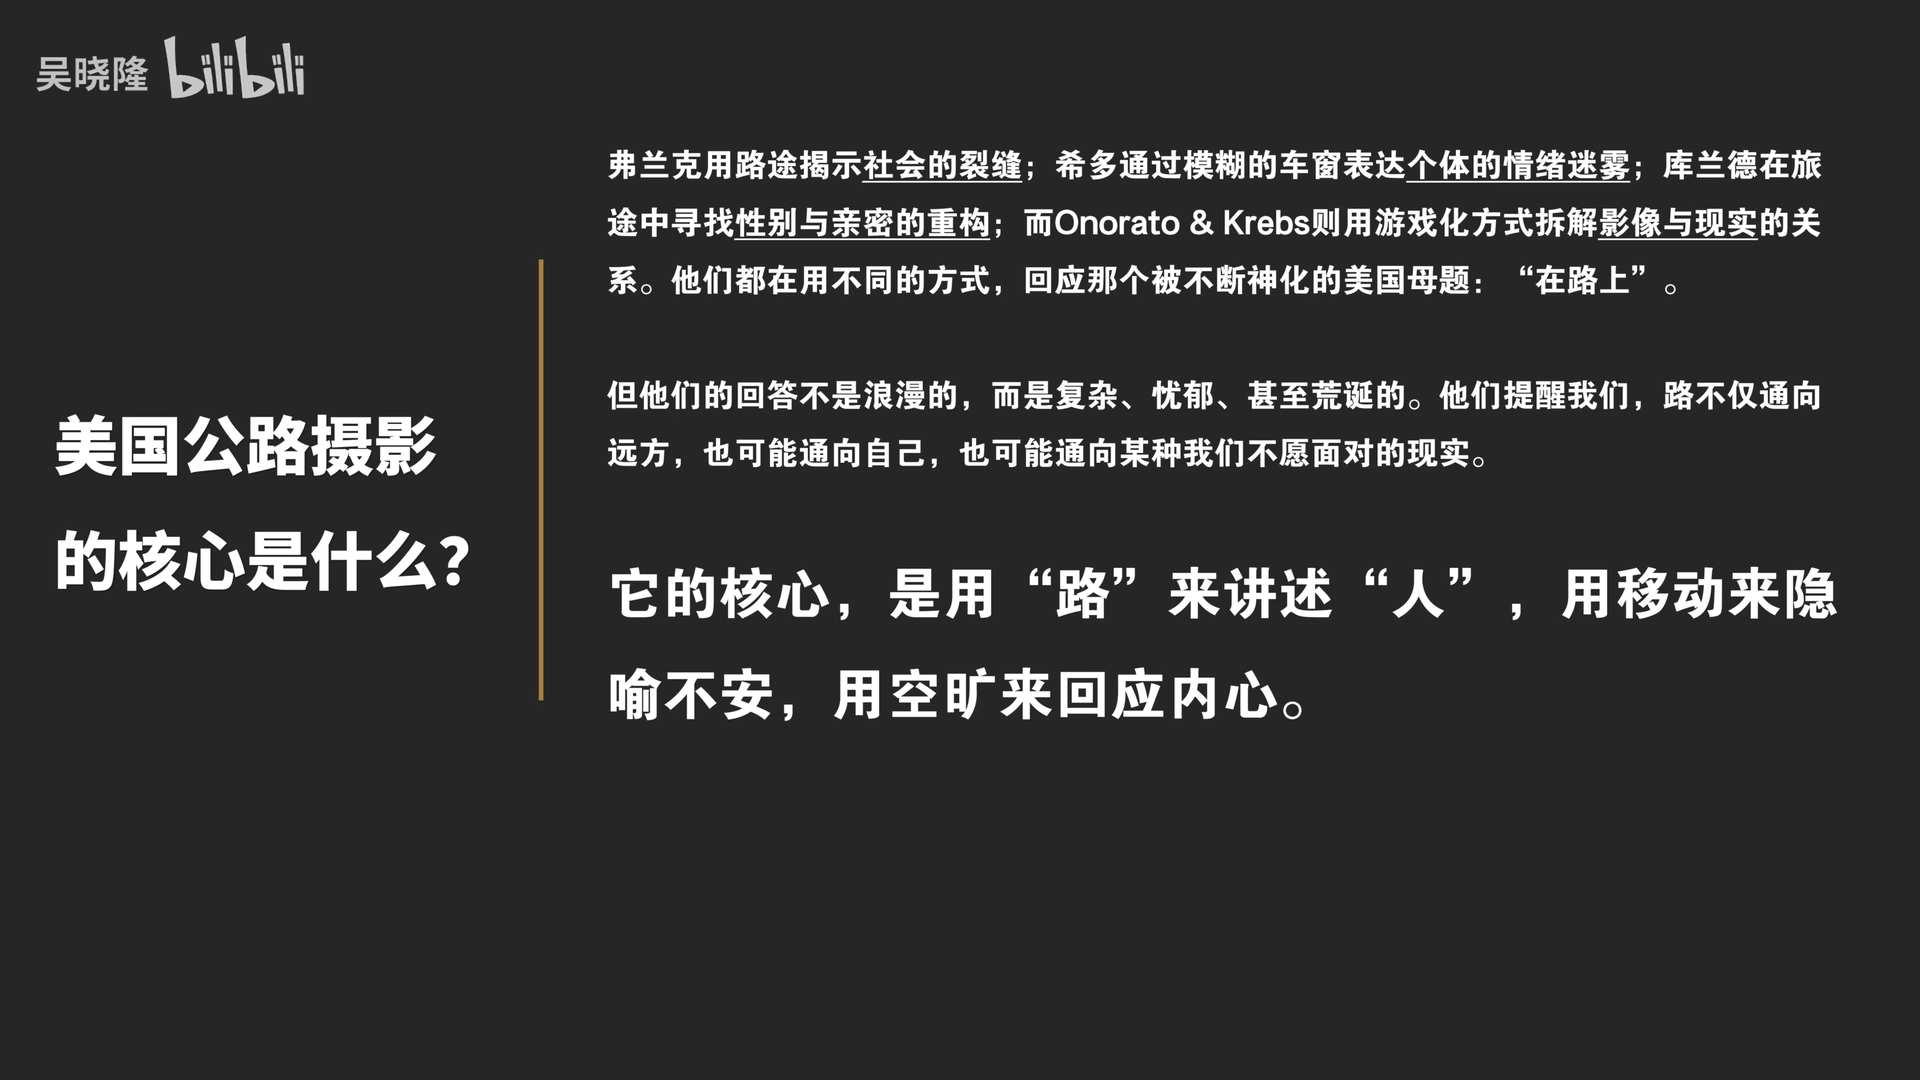 吴晓隆 bilibili
美国公路摄影
的核心是什么？
弗兰克用路途揭示社会的裂缝；希多通过模糊的车窗表达个体的情绪迷雾；库兰德在旅
途中寻找性别与亲密的重构；而Onorato & Krebs则用游戏化方式拆解影像与现实的关
系。他们都在用不同的方式，回应那个被不断神化的美国母题：“在路上”。
但他们的回答不是浪漫的，而是复杂、忧郁、甚至荒诞的。他们提醒我们，路不仅通向
远方，也可能通向自己，也可能通向某种我们不愿面对的现实。
它的核心，是用“路”来讲述“人”，用移动来隐
喻不安，用空旷来回应内心。